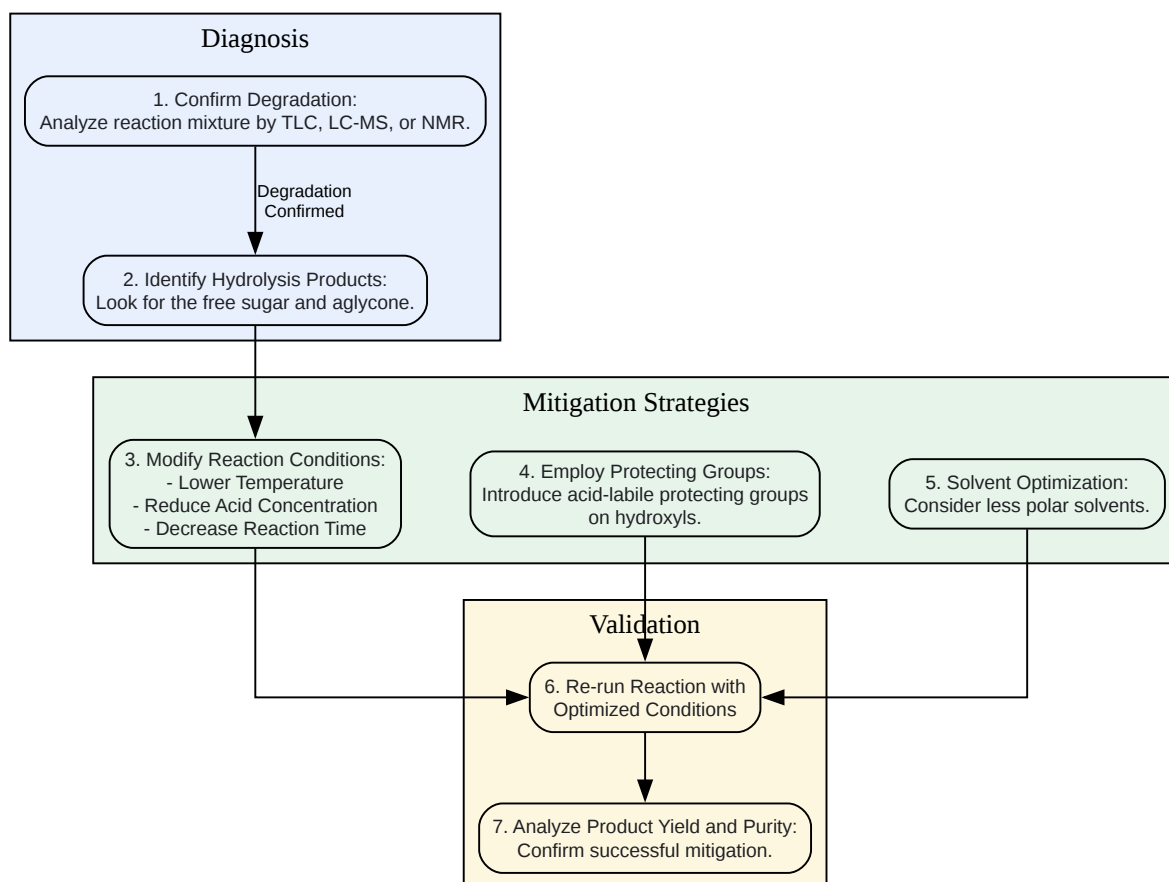 Diagnosis
1. Confirm Degradation:
Analyze reaction mixture by TLC, LC-MS, or NMR.
Degradation
Confirmed
2. Identify Hydrolysis Products:
Look for the free sugar and aglycone.
Mitigation Strategies
3. Modify Reaction Conditions:
- Lower Temperature
- Reduce Acid Concentration
- Decrease Reaction Time
4. Employ Protecting Groups:
Introduce acid-labile protecting groups
on hydroxyls.
5. Solvent Optimization:
Consider less polar solvents.
Validation
6. Re-run Reaction with
Optimized Conditions
7. Analyze Product Yield and Purity:
Confirm successful mitigation.